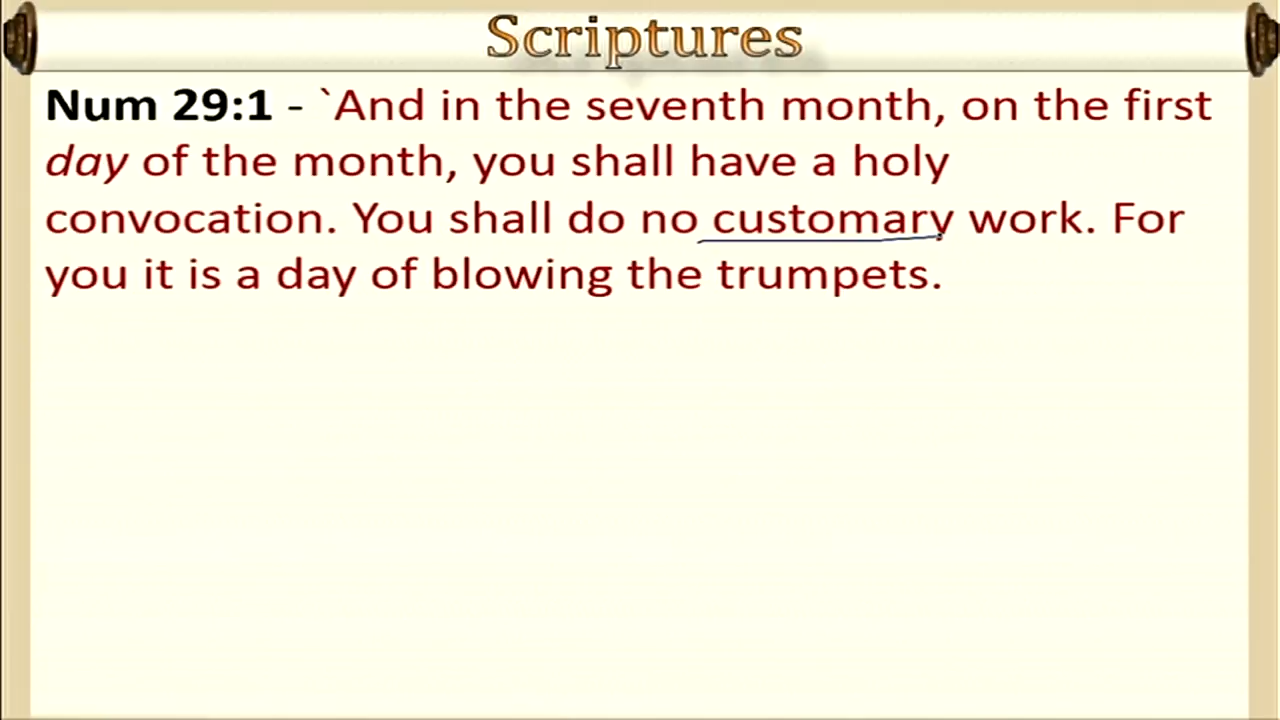 Scriptures
Num 29:1 - `And in the seventh month, on the first
day of the month, you shall have a holy
convocation. You shall do no customary work. For
you it is a day of blowing the trumpets.